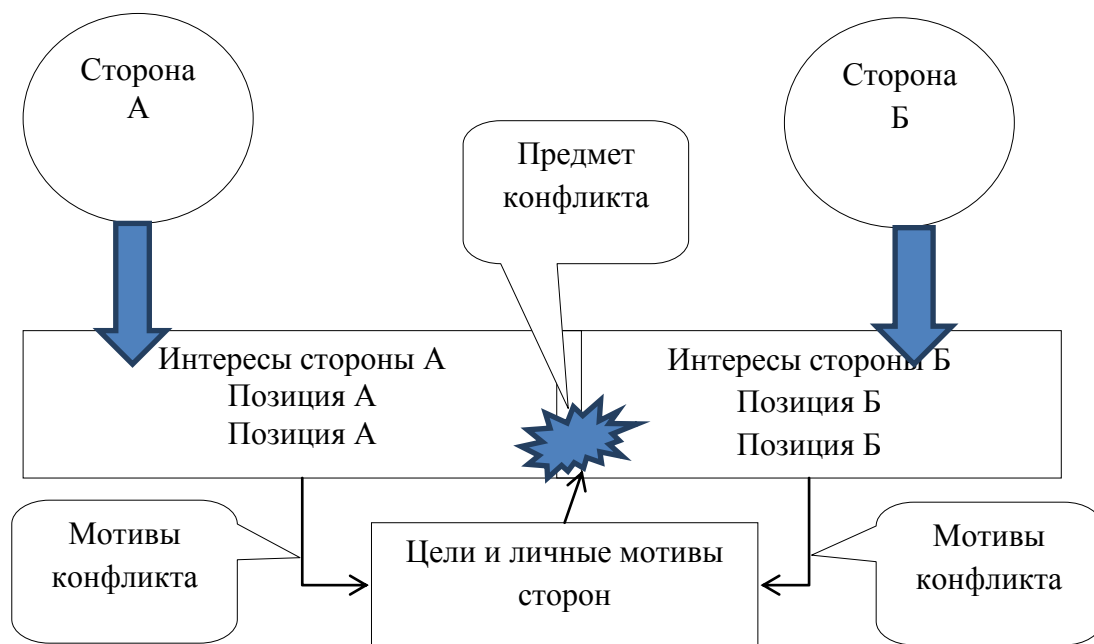 Сторона
А
Сторона
Б
Предмет
конфликта
Интересы стороны А
Позиция А
Позиция А
Интересы стороны Б
Позиция Б
Позиция Б
Мотивы
конфликта
Цели и личные мотивы
сторон
Мотивы
конфликта